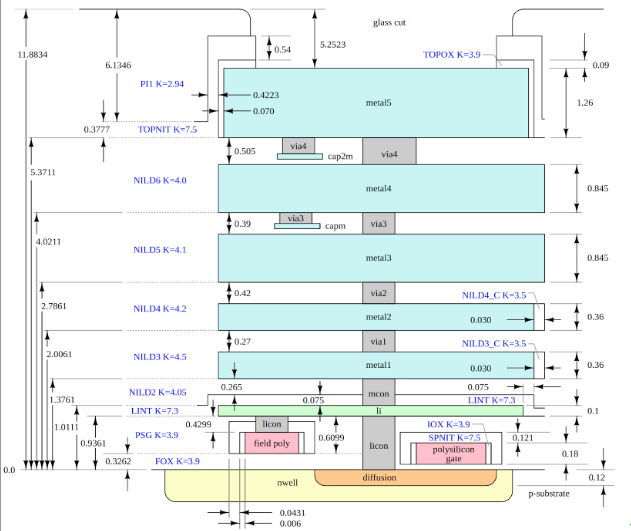 glass cut
11.8834
6.1346
0.54
5.2523
TOPOX K=3.9
0.09
PI1 K=2.94
0.4223
0.070
metal5
1.26
0.3777
TOPNIT K=7.5
0.505
via4
via4
cap2m
5.3711
NILD6 K=4.0
metal4
0.845
4.0211
0.39
via3
via3
capm
NILD5 K=4.1
metal3
0.845
2.7861
0.42
via2
NILD4_C K=3.5
NILD4 K=4.2
metal2
0.030
0.36
2.0061
0.27
via1
NILD3_C K=3.5
NILD3 K=4.5
metal1
0.030
0.36
1.3761
0.265
0.075
NILD2 K=4.05
0.075
mcon
LINT K=7.3
LINT K=7.3
li
0.1
1.0111
0.4299
licon
IOX K=3.9
0.9361
PSG K=3.9
field poly
0.6099
licon
SPNIT K=7.5
0.121
polysilicon
gate
0.18
0.3262
FOX K=3.9
0.0
nwell
diffusion
0.12
p-substrate
0.0431
0.006